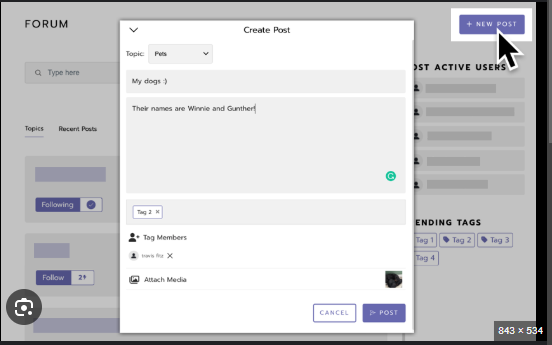 FORUM
+ NEW POST
Create Post
Topic: Pets
Type here
OST ACTIVE USERS
My dogs :)
Their names are Winnie and Gunther!
Topics Recent Posts
Following
Tag 2 ×
ENDING TAGS
Tag Members
Tag 1 Tag 2 Tag 3
travis fitz ×
Tag 4
Follow
Attach Media
CANCEL
POST
843 × 534